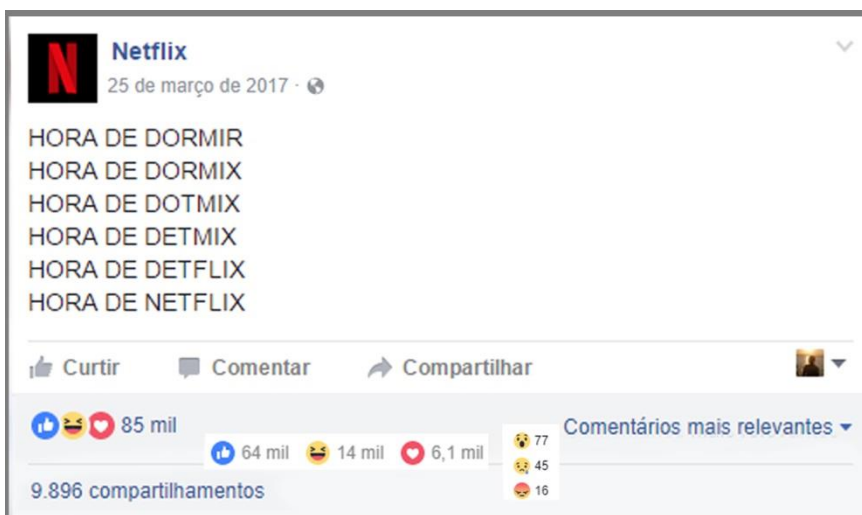 N
Netflix
25 de março de 2017 ·
HORA DE DORMIR
HORA DE DORMIX
HORA DE DOTMIX
HORA DE DETMIX
HORA DE DETFLIX
HORA DE NETFLIX
Curtir Comentar Compartilhar
85 mil Comentários mais relevantes
64 mil 14 mil 6,1 mil
77
45
16
9.896 compartilhamentos